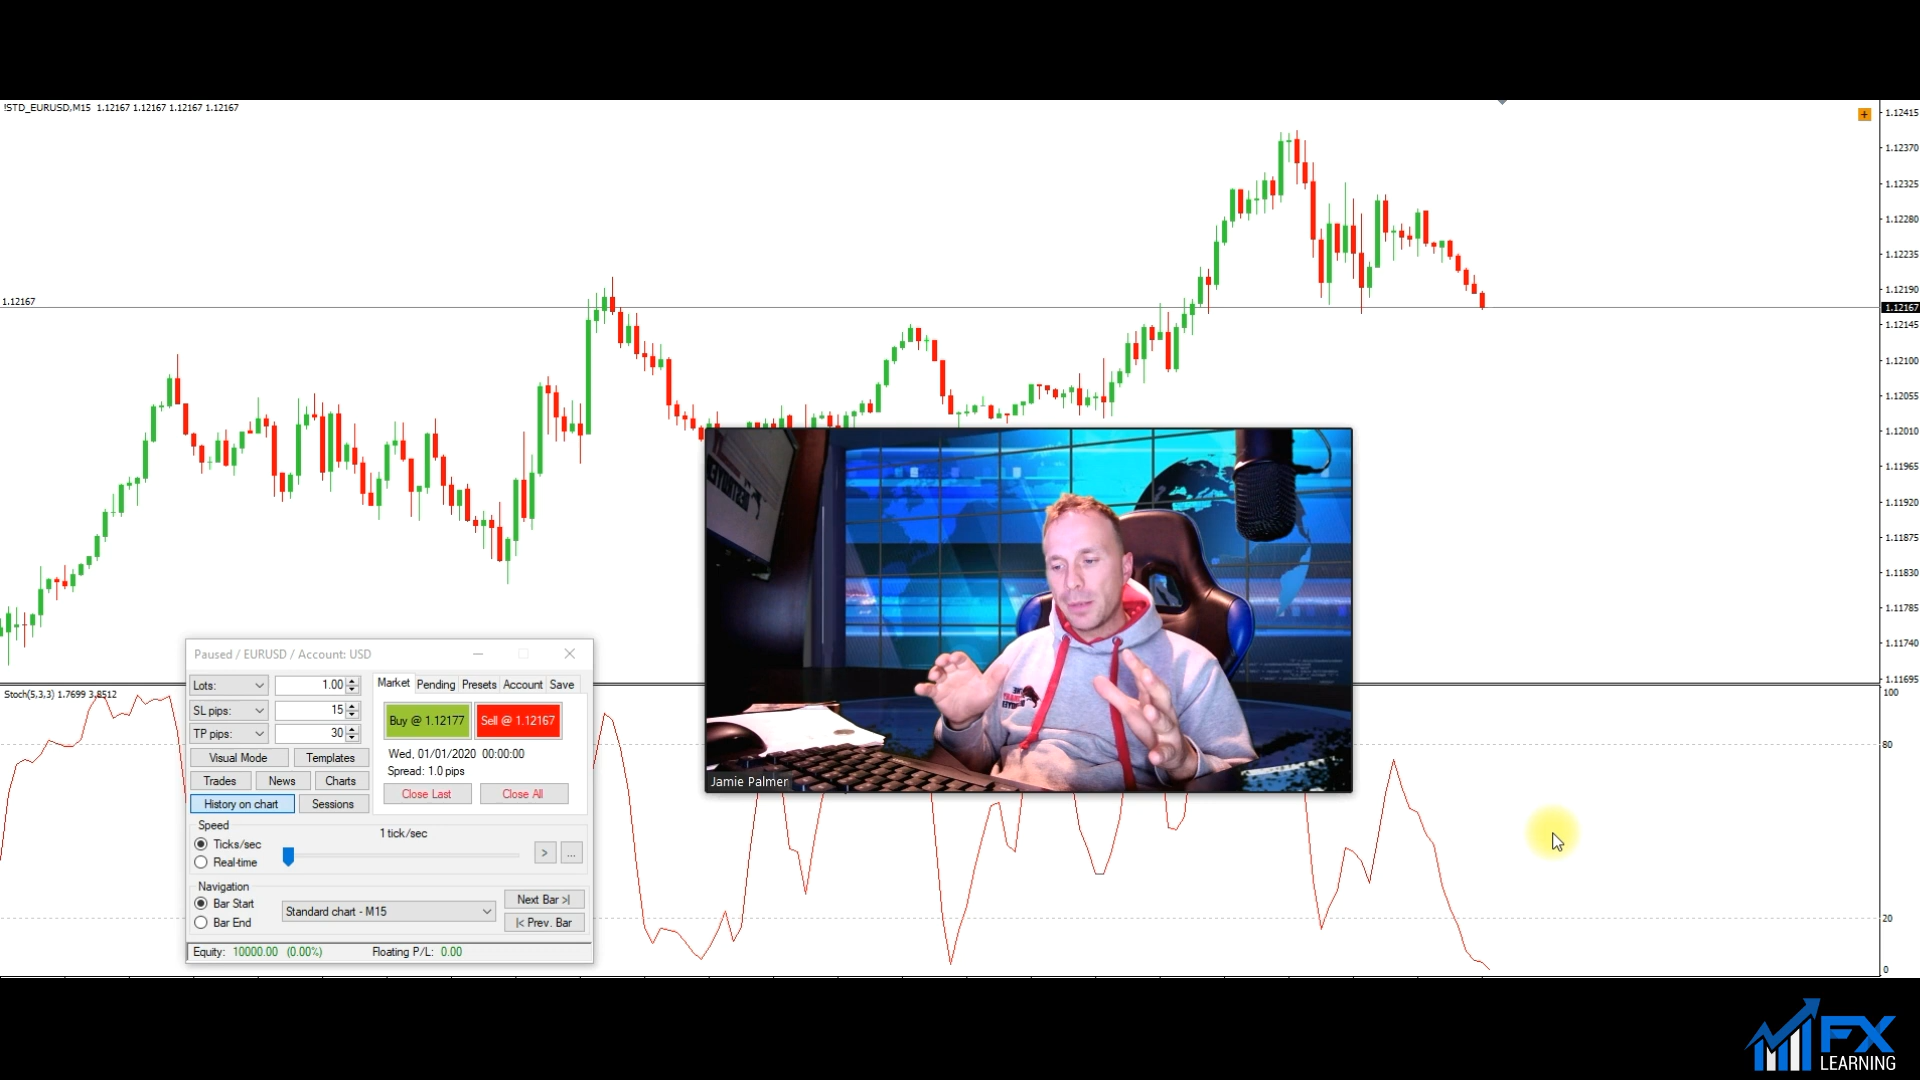 !STD_EURUSD,M15 1.12167 1.12167 1.12167 1.12167
1.12415
1.12370
1.12325
1.12280
1.12235
1.12190
1.12167
1.12167
1.12145
1.12100
1.12055
1.12010
1.11965
1.11920
1.11875
1.11830
1.11785
1.11740
1.11695
Paused / EURUSD / Account: USD
Lots: 1.00
SL pips: 15
TP pips: 30
Visual Mode Templates
Trades News Charts
History on chart Sessions
Market Pending Presets Account Save
Buy @ 1.12177 Sell @ 1.12167
Wed, 01/01/2020 00:00:00
Spread: 1.0 pips
Close Last Close All
Speed
1 tick/sec
Ticks/sec
Real-time
> ...
Navigation
Bar Start
Bar End
Standard chart - M15
Next Bar >|
|< Prev. Bar
Equity: 10000.00 (0.00%) Floating P/L: 0.00
Stoch(5,3,3) 1.7699 3.8512
100
80
20
0
Jamie Palmer
FX
LEARNING